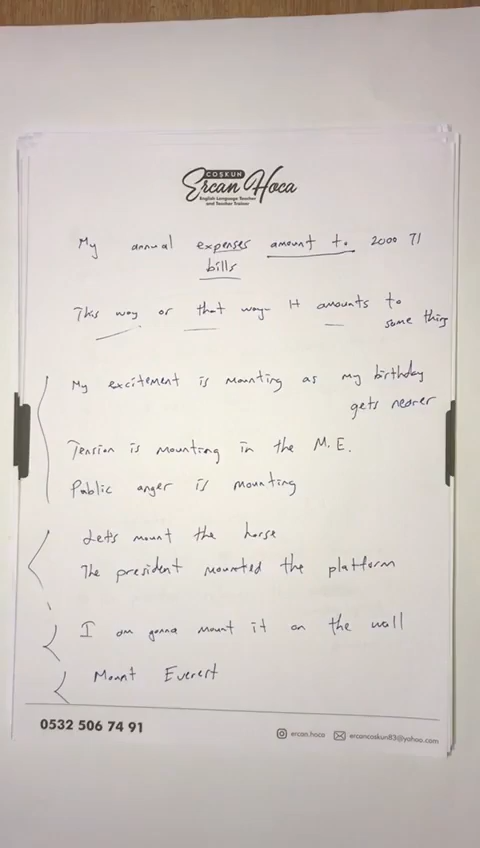 COSKUN
Ercan Hoca
English Language Teacher
and Teacher Trainer
My annual expenses amount to 2000 Tl
bills
This way or that way It amounts to
same thing
My excitement is mounting as my birthday
gets nearer
Tension is mounting in the M.E.
Public anger is mounting
Let's mount the horse
The president mounted the platform
I am gonna mount it on the wall
Mount Everest
0532 506 74 91
ercan.hoca
ercancoskun83@yahoo.com